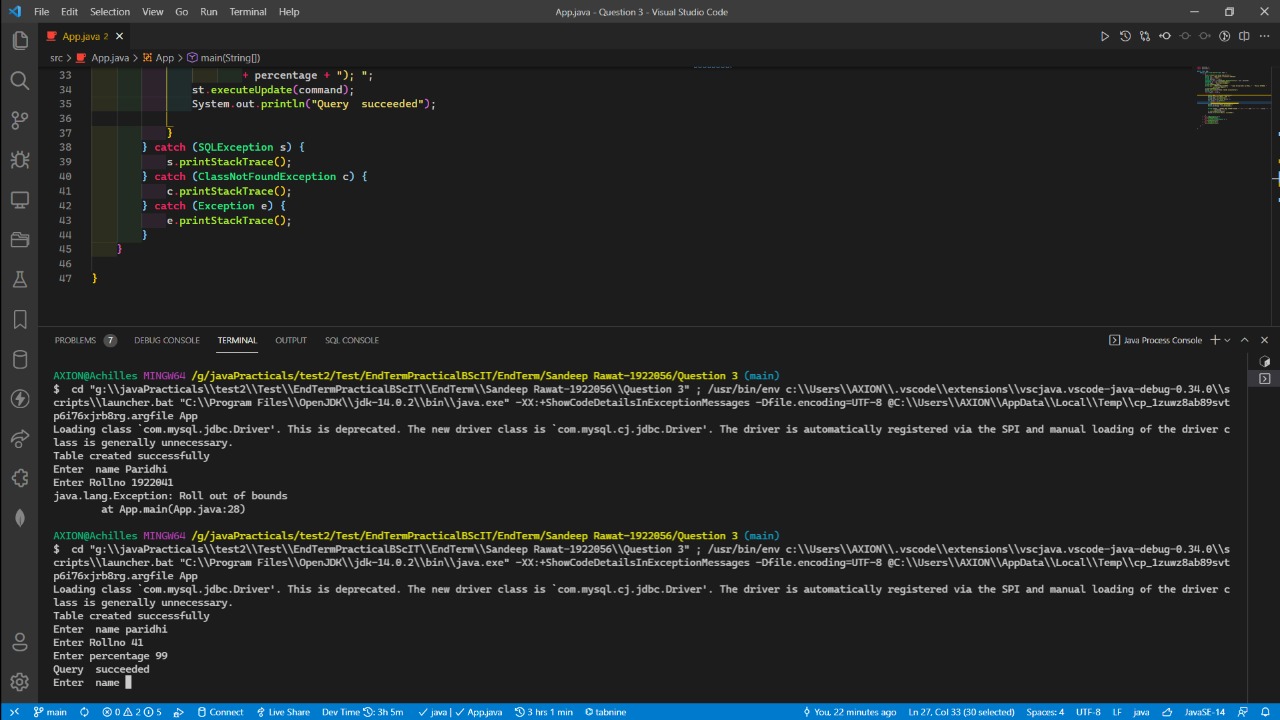 File Edit Selection View Go Run Terminal Help App.java - Question 3 - Visual Studio Code
App.java 2
src > App.java > App > main(String[])
33 + percentage + "); ";
34 st.executeUpdate(command);
35 System.out.println("Query  succeeded");
36
37 }
38 } catch (SQLException s) {
39 s.printStackTrace();
40 } catch (ClassNotFoundException c) {
41 c.printStackTrace();
42 } catch (Exception e) {
43 e.printStackTrace();
44 }
45 }
46
47 }
PROBLEMS 7 DEBUG CONSOLE TERMINAL OUTPUT SQL CONSOLE Java Process Console
AXION@Achilles MINGW64 /g/javaPracticals/test2/Test/EndTermPracticalBScIT/EndTerm/Sandeep Rawat-1922056/Question 3 (main)
$  cd "g:\\javaPracticals\\test2\\Test\\EndTermPracticalBScIT\\EndTerm\\Sandeep Rawat-1922056\\Question 3" ; /usr/bin/env c:\\Users\\AXION\\.vscode\\extensions\\vscjava.vscode-java-debug-0.34.0\\s
cripts\\launcher.bat "C:\\Program Files\\OpenJDK\\jdk-14.0.2\\bin\\java.exe" -XX:+ShowCodeDetailsInExceptionMessages -Dfile.encoding=UTF-8 @C:\\Users\\AXION\\AppData\\Local\\Temp\\cp_1zuwz8ab89svt
p6i76xjrb8rg.argfile App
Loading class `com.mysql.jdbc.Driver'. This is deprecated. The new driver class is `com.mysql.cj.jdbc.Driver'. The driver is automatically registered via the SPI and manual loading of the driver c
lass is generally unnecessary.
Table created successfully
Enter  name Paridhi
Enter Rollno 1922041
java.lang.Exception: Roll out of bounds
at App.main(App.java:28)
AXION@Achilles MINGW64 /g/javaPracticals/test2/Test/EndTermPracticalBScIT/EndTerm/Sandeep Rawat-1922056/Question 3 (main)
$  cd "g:\\javaPracticals\\test2\\Test\\EndTermPracticalBScIT\\EndTerm\\Sandeep Rawat-1922056\\Question 3" ; /usr/bin/env c:\\Users\\AXION\\.vscode\\extensions\\vscjava.vscode-java-debug-0.34.0\\s
cripts\\launcher.bat "C:\\Program Files\\OpenJDK\\jdk-14.0.2\\bin\\java.exe" -XX:+ShowCodeDetailsInExceptionMessages -Dfile.encoding=UTF-8 @C:\\Users\\AXION\\AppData\\Local\\Temp\\cp_1zuwz8ab89svt
p6i76xjrb8rg.argfile App
Loading class `com.mysql.jdbc.Driver'. This is deprecated. The new driver class is `com.mysql.cj.jdbc.Driver'. The driver is automatically registered via the SPI and manual loading of the driver c
lass is generally unnecessary.
Table created successfully
Enter  name paridhi
Enter Rollno 41
Enter percentage 99
Query  succeeded
Enter  name
main 0 2 5 Connect Live Share Dev Time 3h 5m java | App.java 3 hrs 1 min tabnine You, 22 minutes ago Ln 27, Col 33 (30 selected) Spaces: 4 UTF-8 LF java JavaSE-14